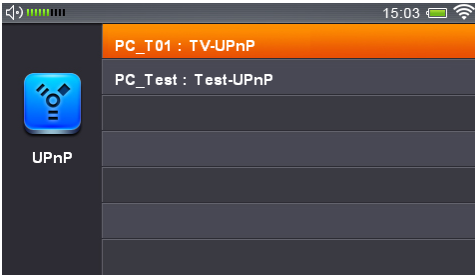 15:03
PC_T01 : TV-UPnP
PC_Test : Test-UPnP
UPnP